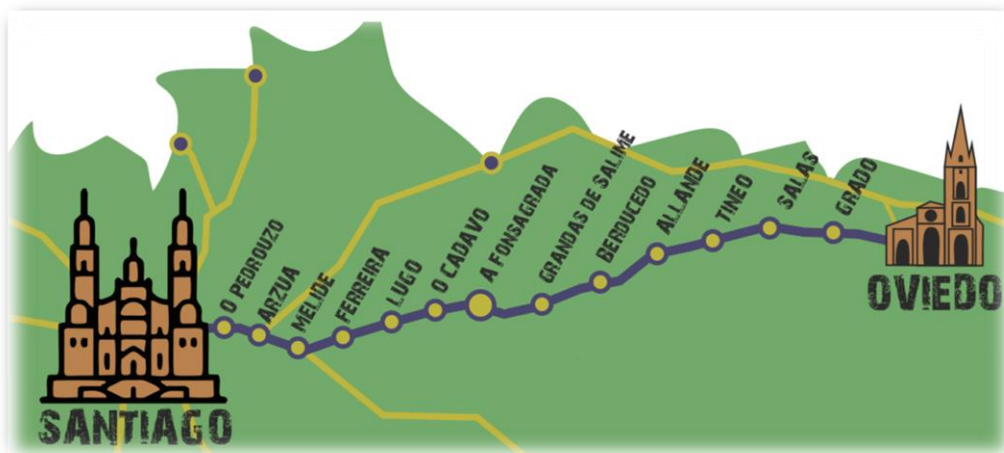 O PEDROUZO
ARZUA
MELIDE
FERREIRA
LUGO
O CADAVO
A FONSAGRADA
GRANDAS DE SALIME
BERDUCEDO
ALLANDE
TINEO
SALAS
GRADO
OVIEDO
SANTIAGO